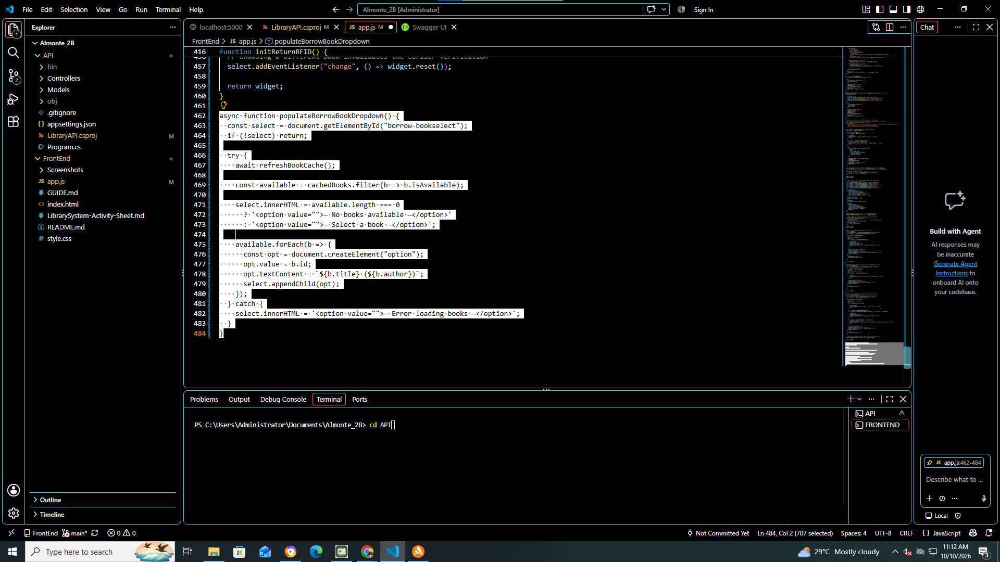 File Edit Selection View Go Run Terminal Help
Almonte_2B [Administrator]
Sign In
Explorer
Almonte_2B
API
bin
Controllers
Models
obj
.gitignore
appsettings.json
LibraryAPI.csproj M
Program.cs
FrontEnd
Screenshots
app.js M
GUIDE.md
index.html
LibrarySystem-Activity-Sheet.md
README.md
style.css
Outline
Timeline
localhost:5000 LibraryAPI.csproj M JS app.js M Swagger UI
FrontEnd > JS app.js > populateBorrowBookDropdown
416 function initReturnRFID() {
456 // Choosing a different book invalidates the earlier verification
457 select.addEventListener("change", () => widget.reset());
458
459 return widget;
460 }
461
462 async function populateBorrowBookDropdown() {
463 const select = document.getElementById("borrow-bookselect");
464 if (!select) return;
465
466 try {
467 await refreshBookCache();
468
469 const available = cachedBooks.filter(b => b.isAvailable);
470
471 select.innerHTML = available.length === 0
472 ? '<option value="">— No books available —</option>'
473 : '<option value="">— Select a book —</option>';
474
475 available.forEach(b => {
476 const opt = document.createElement("option");
477 opt.value = b.id;
478 opt.textContent = `${b.title} (${b.author})`;
479 select.appendChild(opt);
480 });
481 } catch {
482 select.innerHTML = '<option value="">— Error loading books —</option>';
483 }
484 }
Problems Output Debug Console Terminal Ports
PS C:\Users\Administrator\Documents\Almonte_2B> cd API
API
FRONTEND
Chat
Build with Agent
AI responses may
be inaccurate
Generate Agent
Instructions to
onboard AI onto
your codebase.
JS app.js:462-484
Describe what to ...
Local
FrontEnd main* 0 0
Not Committed Yet Ln 484, Col 2 (707 selected) Spaces: 4 UTF-8 CRLF { } JavaScript
Type here to search
29°C Mostly cloudy
11:12 AM
10/10/2026
3